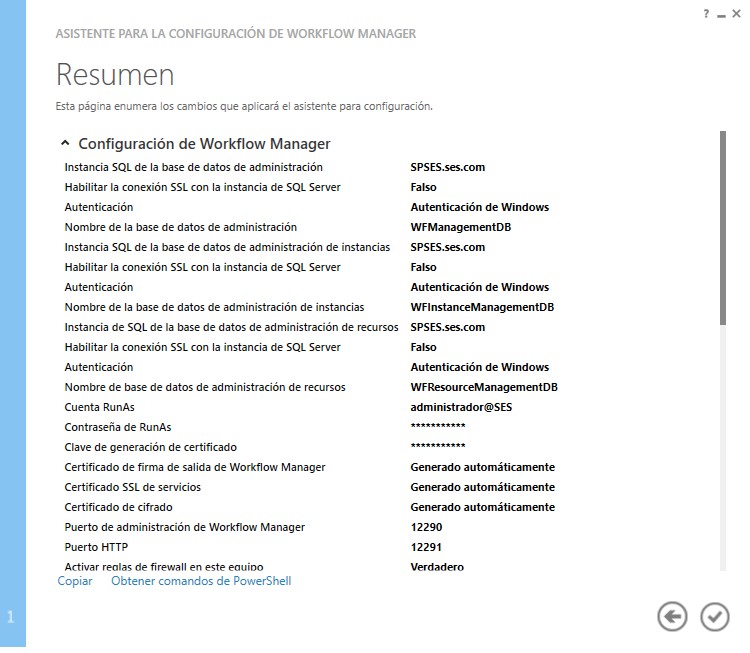 ? _ ×
ASISTENTE PARA LA CONFIGURACIÓN DE WORKFLOW MANAGER
Resumen
Esta página enumera los cambios que aplicará el asistente para configuración.
Configuración de Workflow Manager
Instancia SQL de la base de datos de administración SPSES.ses.com
Habilitar la conexión SSL con la instancia de SQL Server Falso
Autenticación Autenticación de Windows
Nombre de la base de datos de administración WFManagementDB
Instancia SQL de la base de datos de administración de instancias SPSES.ses.com
Habilitar la conexión SSL con la instancia de SQL Server Falso
Autenticación Autenticación de Windows
Nombre de la base de datos de administración de instancias WFInstanceManagementDB
Instancia de SQL de la base de datos de administración de recursos SPSES.ses.com
Habilitar la conexión SSL con la instancia de SQL Server Falso
Autenticación Autenticación de Windows
Nombre de base de datos de administración de recursos WFResourceManagementDB
Cuenta RunAs administrador@SES
Contraseña de RunAs ***********
Clave de generación de certificado ***********
Certificado de firma de salida de Workflow Manager Generado automáticamente
Certificado SSL de servicios Generado automáticamente
Certificado de cifrado Generado automáticamente
Puerto de administración de Workflow Manager 12290
Puerto HTTP 12291
Activar reglas de firewall en este equipo Verdadero
Copiar Obtener comandos de PowerShell
1